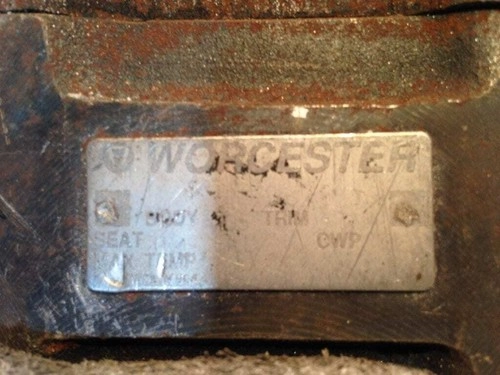 WORCESTER
BODY TRIM
SEAT CWP
MAX TEMP